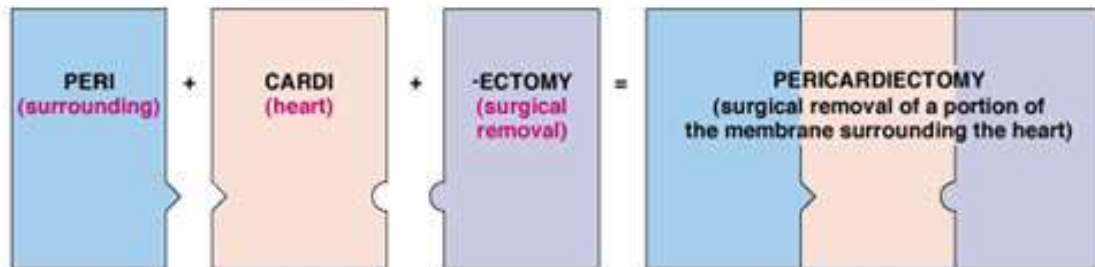 PERI
(surrounding)
+
CARDI
(heart)
+
-ECTOMY
(surgical
removal)
=
PERICARDIECTOMY
(surgical removal of a portion of
the membrane surrounding the heart)